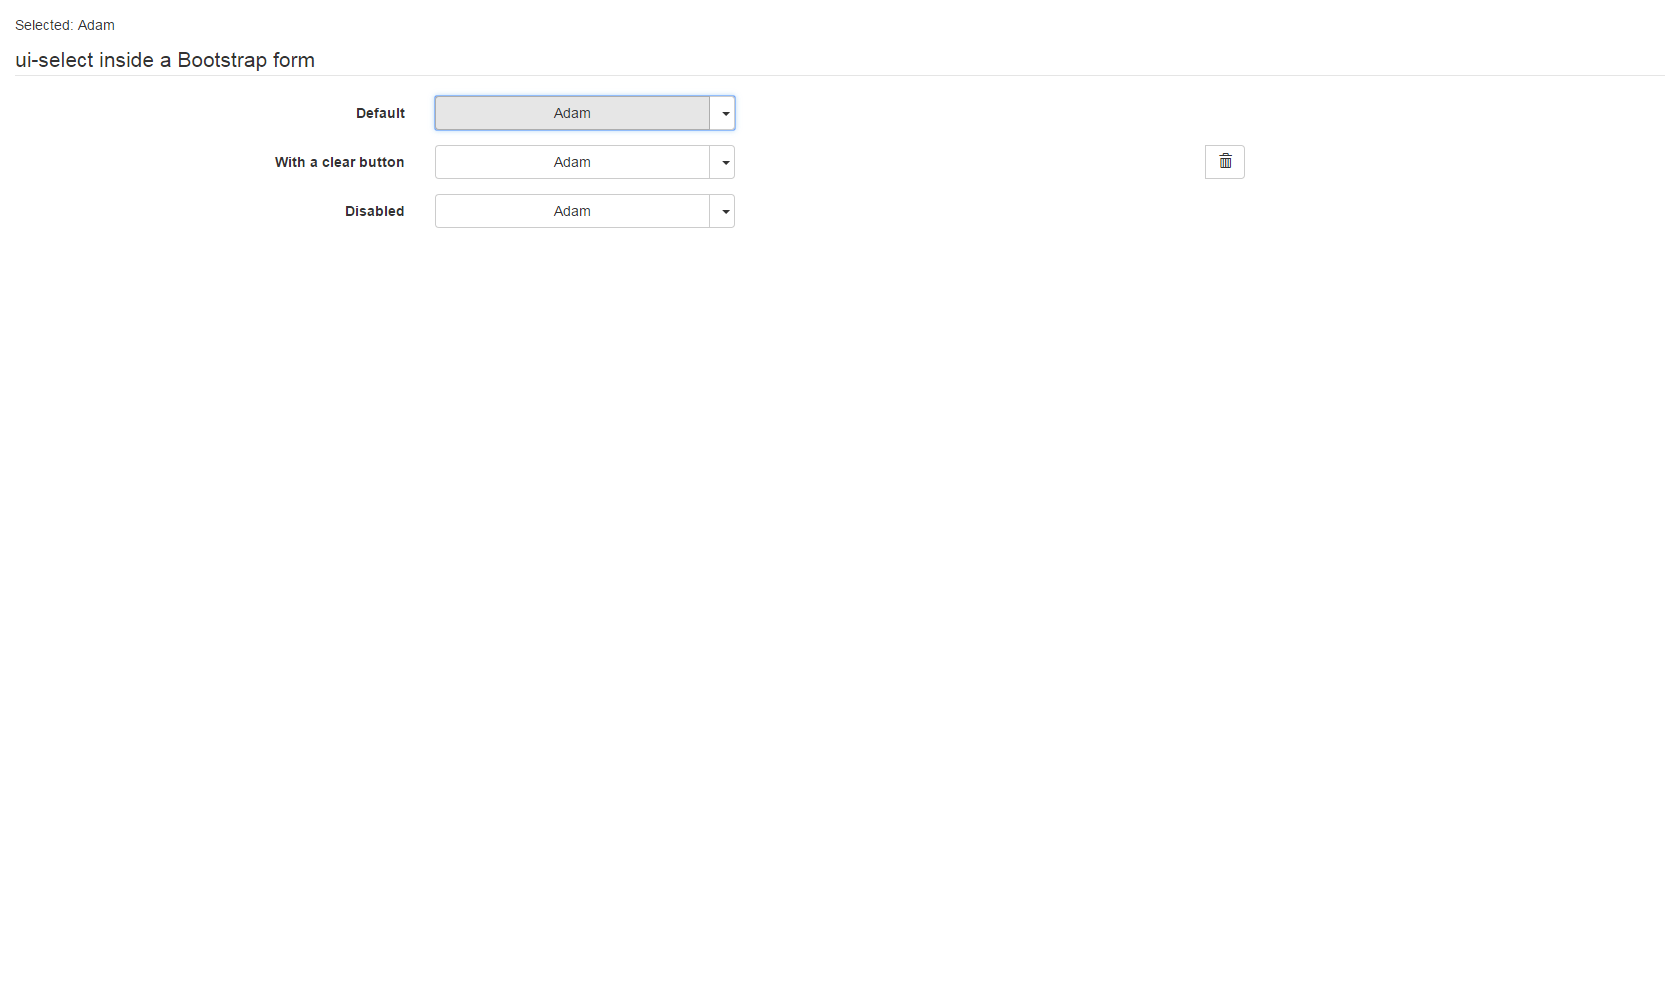 Selected: Adam
ui-select inside a Bootstrap form
Default Adam
With a clear button Adam
Disabled Adam